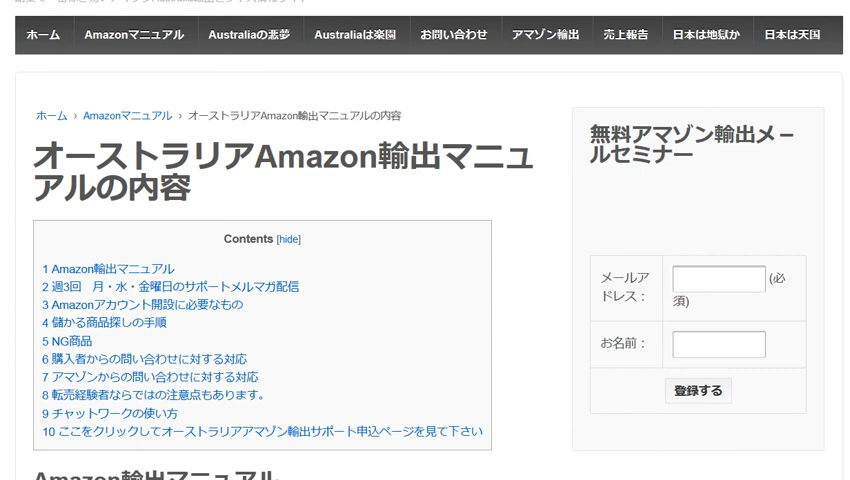 ホーム Amazonマニュアル Australiaの悪夢 Australiaは楽園 お問い合わせ アマゾン輸出 売上報告 日本は地獄か 日本は天国
ホーム › Amazonマニュアル › オーストラリアAmazon輸出マニュアルの内容
オーストラリアAmazon輸出マニュ
アルの内容
Contents [hide]
1 Amazon輸出マニュアル
2 週3回　月・水・金曜日のサポートメルマガ配信
3 Amazonアカウント開設に必要なもの
4 儲かる商品探しの手順
5 NG商品
6 購入者からの問い合わせに対する対応
7 アマゾンからの問い合わせに対する対応
8 転売経験者ならではの注意点もあります。
9 チャットワークの使い方
10 ここをクリックしてオーストラリアアマゾン輸出サポート申込ページを見て下さい
Amazon輸出マニュアル
無料アマゾン輸出メー
ルセミナー
メールア
ドレス： (必
須)
お名前：
登録する